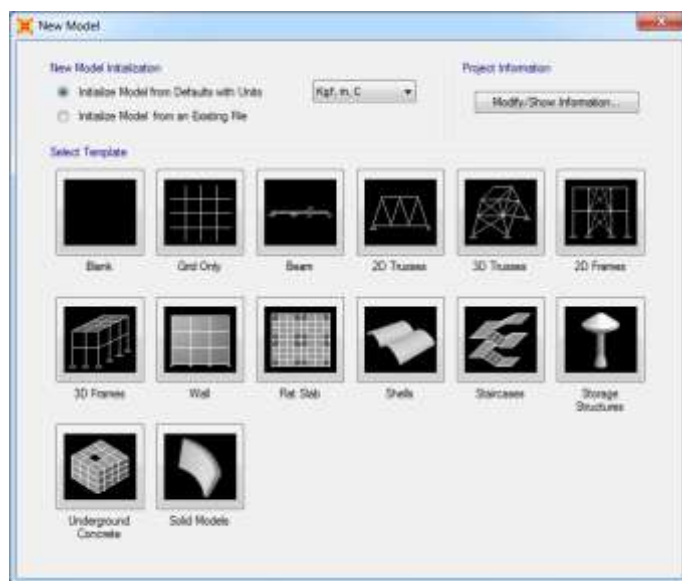 New Model
New Model Initialization
Project Information
Initialize Model from Defaults with Units
Kgf, m, C
Modify/Show Information...
Initialize Model from an Existing File
Select Template
Blank
Grid Only
Beam
2D Trusses
3D Trusses
2D Frames
3D Frames
Wall
Flat Slab
Shells
Staircases
Storage
Structures
Underground
Concrete
Solid Models